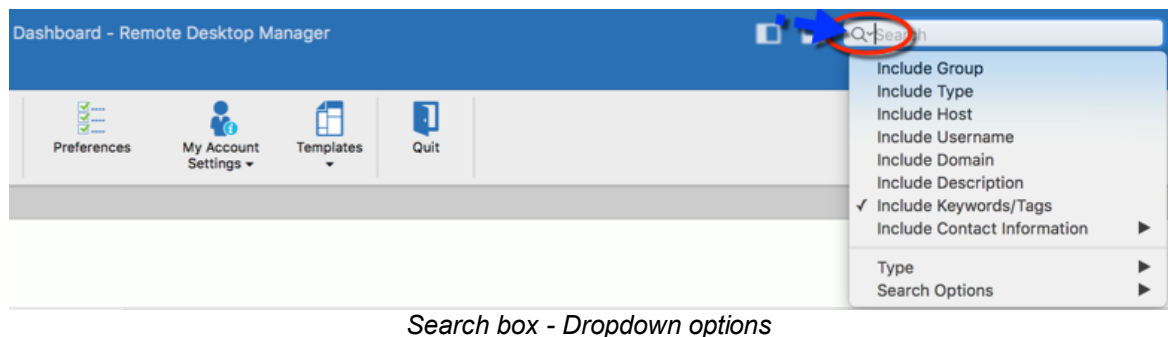 Dashboard - Remote Desktop Manager
Search
Include Group
Include Type
Include Host
Include Username
Include Domain
Include Description
✓ Include Keywords/Tags
Include Contact Information
Type
Search Options
Preferences
My Account
Settings
Templates
Quit
Search box - Dropdown options